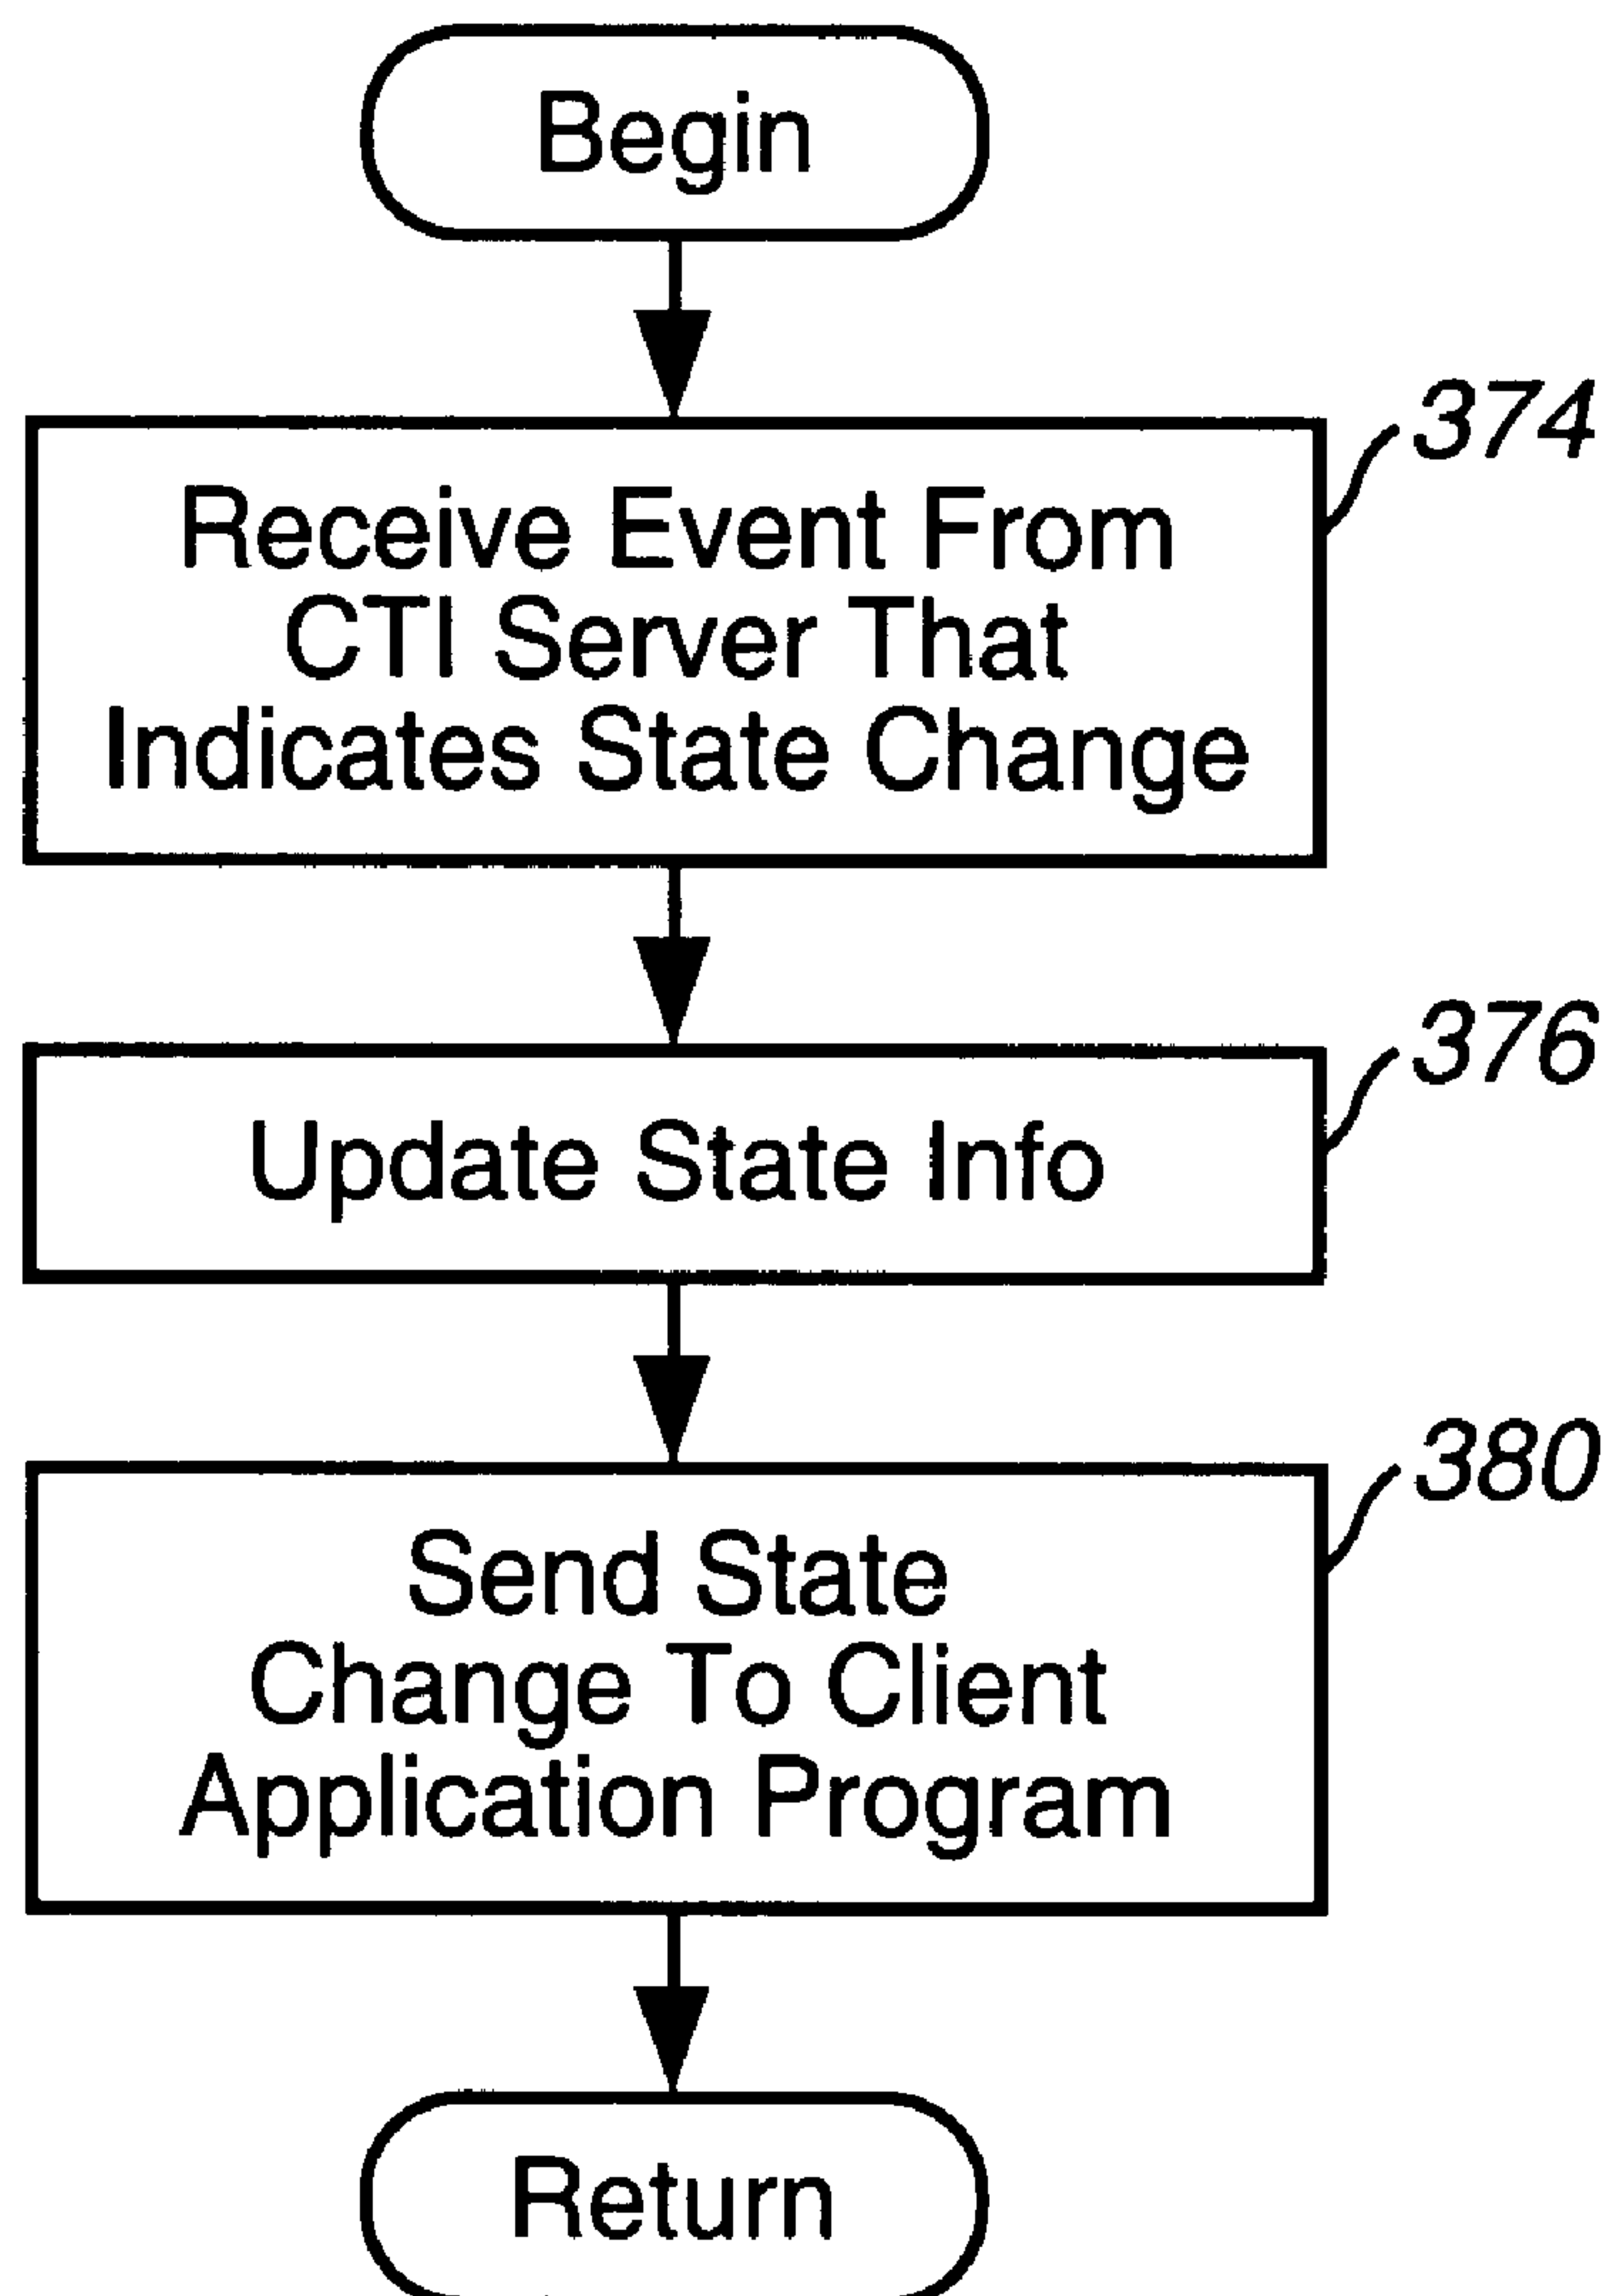 Begin
374
Receive Event From
CTI Server That
Indicates State Change
376
Update State Info
380
Send State
Change To Client
Application Program
Return